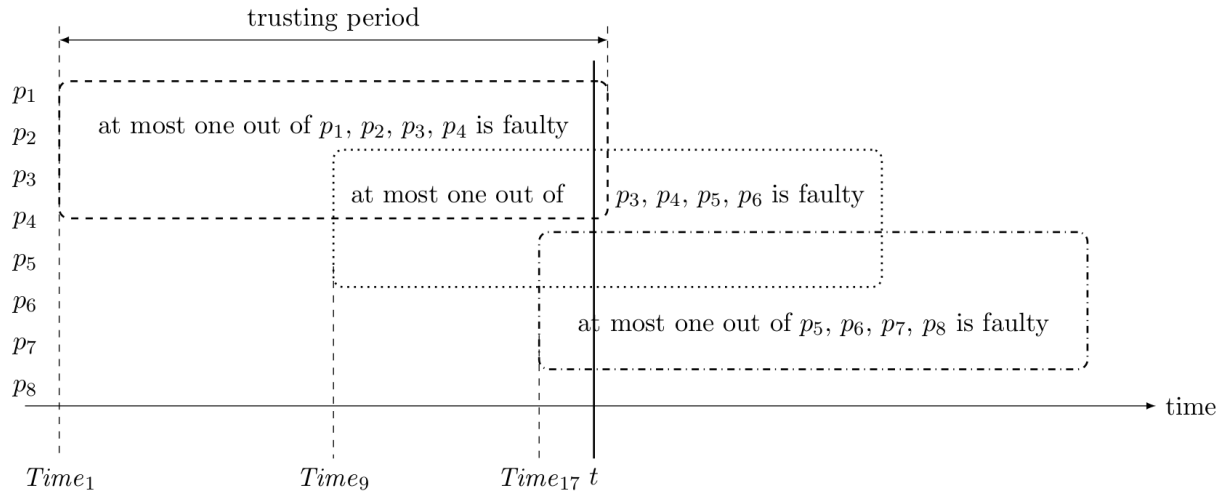 trusting period
p1
at most one out of p1, p2, p3, p4 is faulty
p2
p3
at most one out of p3, p4, p5, p6 is faulty
p4
p5
p6
at most one out of p5, p6, p7, p8 is faulty
p7
p8
time
Time1 Time9 Time17 t